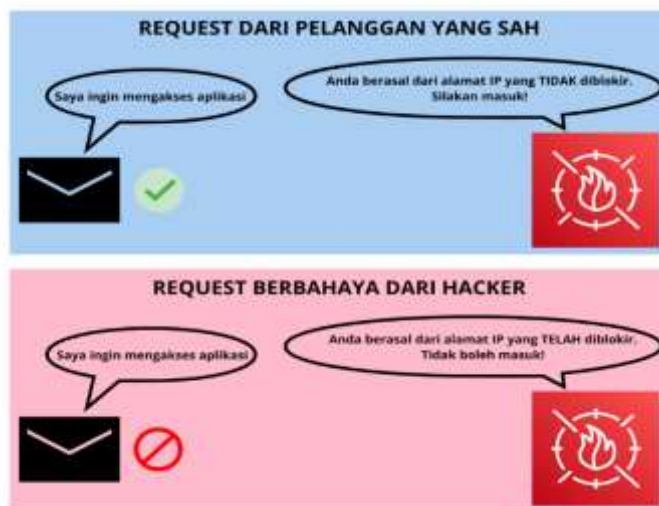 REQUEST DARI PELANGGAN YANG SAH
Saya ingin mengakses aplikasi
Anda berasal dari alamat IP yang TIDAK diblokir.
Silakan masuk!
REQUEST BERBAHAYA DARI HACKER
Saya ingin mengakses aplikasi
Anda berasal dari alamat IP yang TELAH diblokir.
Tidak boleh masuk!